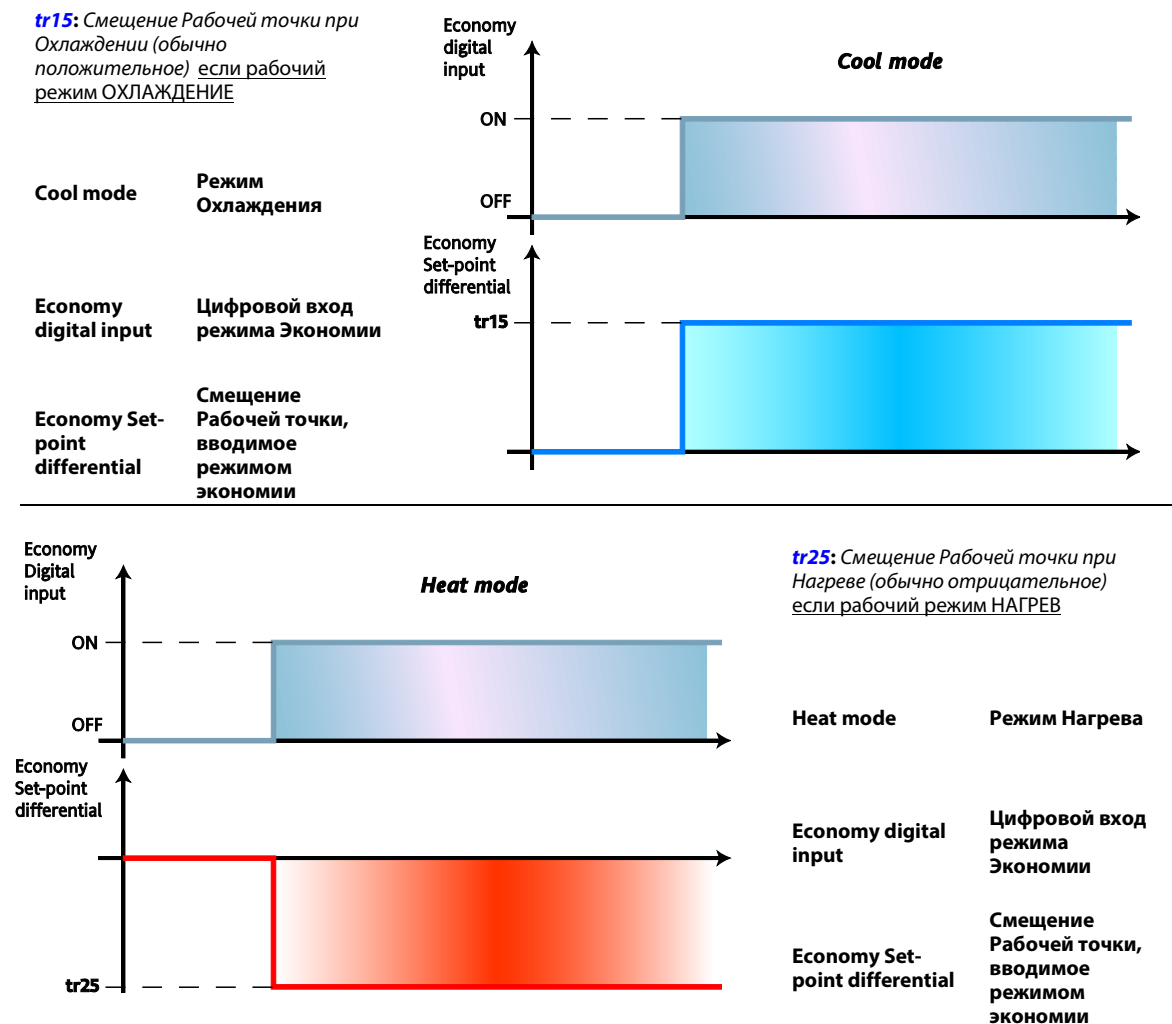 tr15: Смещение Рабочей точки при
Охлаждении (обычно
положительное) если рабочий
режим ОХЛАЖДЕНИЕ
Cool mode
Режим
Охлаждения
Economy
digital input
Цифровой вход
режима Экономии
Economy Set-
point
differential
Смещение
Рабочей точки,
вводимое
режимом
экономии
Economy
digital
input
Cool mode
ON
OFF
Economy
Set-point
differential
tr15
Economy
Digital
input
Heat mode
ON
OFF
Economy
Set-point
differential
tr25
tr25: Смещение Рабочей точки при
Нагреве (обычно отрицательное)
если рабочий режим НАГРЕВ
Heat mode
Режим Нагрева
Economy digital
input
Цифровой вход
режима
Экономии
Economy Set-
point differential
Смещение
Рабочей точки,
вводимое
режимом
экономии